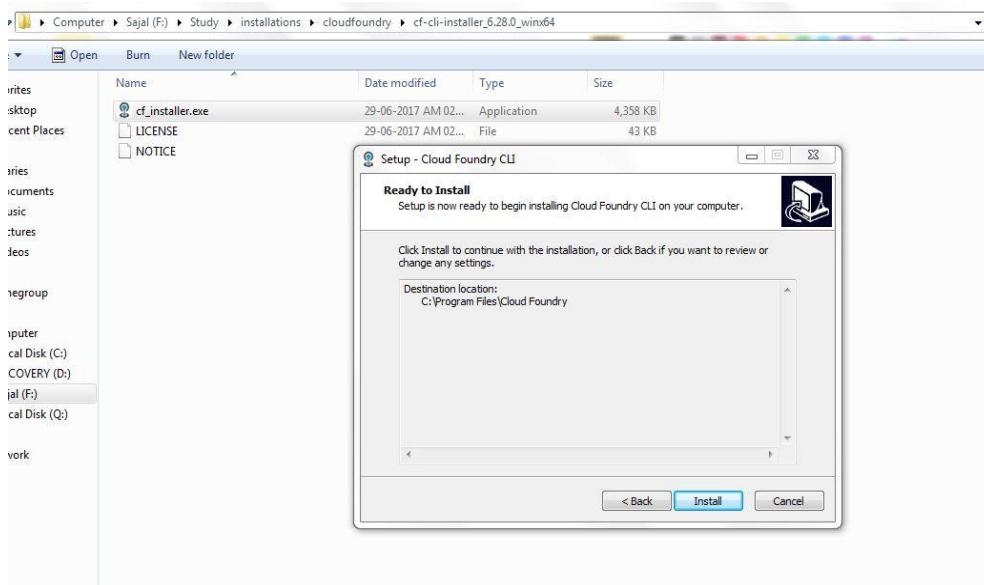 Computer ▸ Sajal (F:) ▸ Study ▸ installations ▸ cloudfoundry ▸ cf-cli-installer_6.28.0_winx64
Open Burn New folder
Name Date modified Type Size
cf_installer.exe 29-06-2017 AM 02... Application 4,358 KB
LICENSE 29-06-2017 AM 02... File 43 KB
NOTICE
orites
sktop
cent Places
aries
ocuments
usic
ctures
deos
megroup
mputer
cal Disk (C:)
COVERY (D:)
jal (F:)
cal Disk (Q:)
work
Setup - Cloud Foundry CLI
Ready to Install
Setup is now ready to begin installing Cloud Foundry CLI on your computer.
Click Install to continue with the installation, or click Back if you want to review or
change any settings.
Destination location:
C:\Program Files\Cloud Foundry
< Back Install Cancel